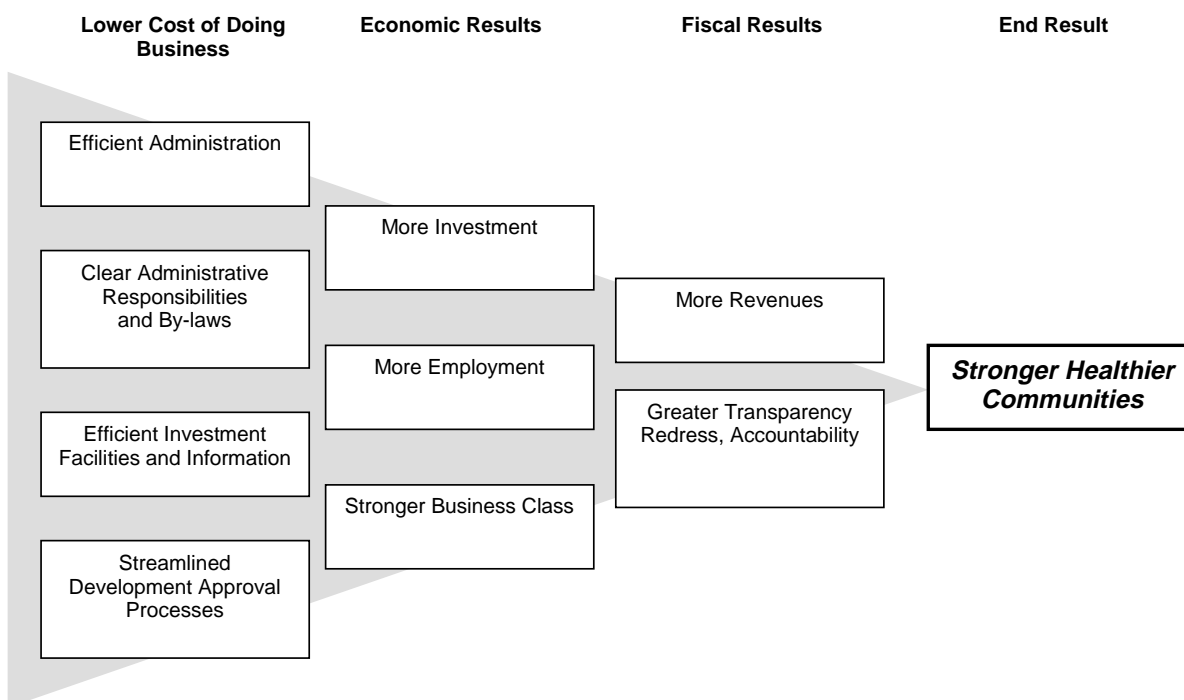 Lower Cost of Doing
Business
Economic Results
Fiscal Results
End Result
Efficient Administration
Clear Administrative
Responsibilities
and By-laws
Efficient Investment
Facilities and Information
Streamlined
Development Approval
Processes
More Investment
More Employment
Stronger Business Class
More Revenues
Greater Transparency
Redress, Accountability
Stronger Healthier
Communities